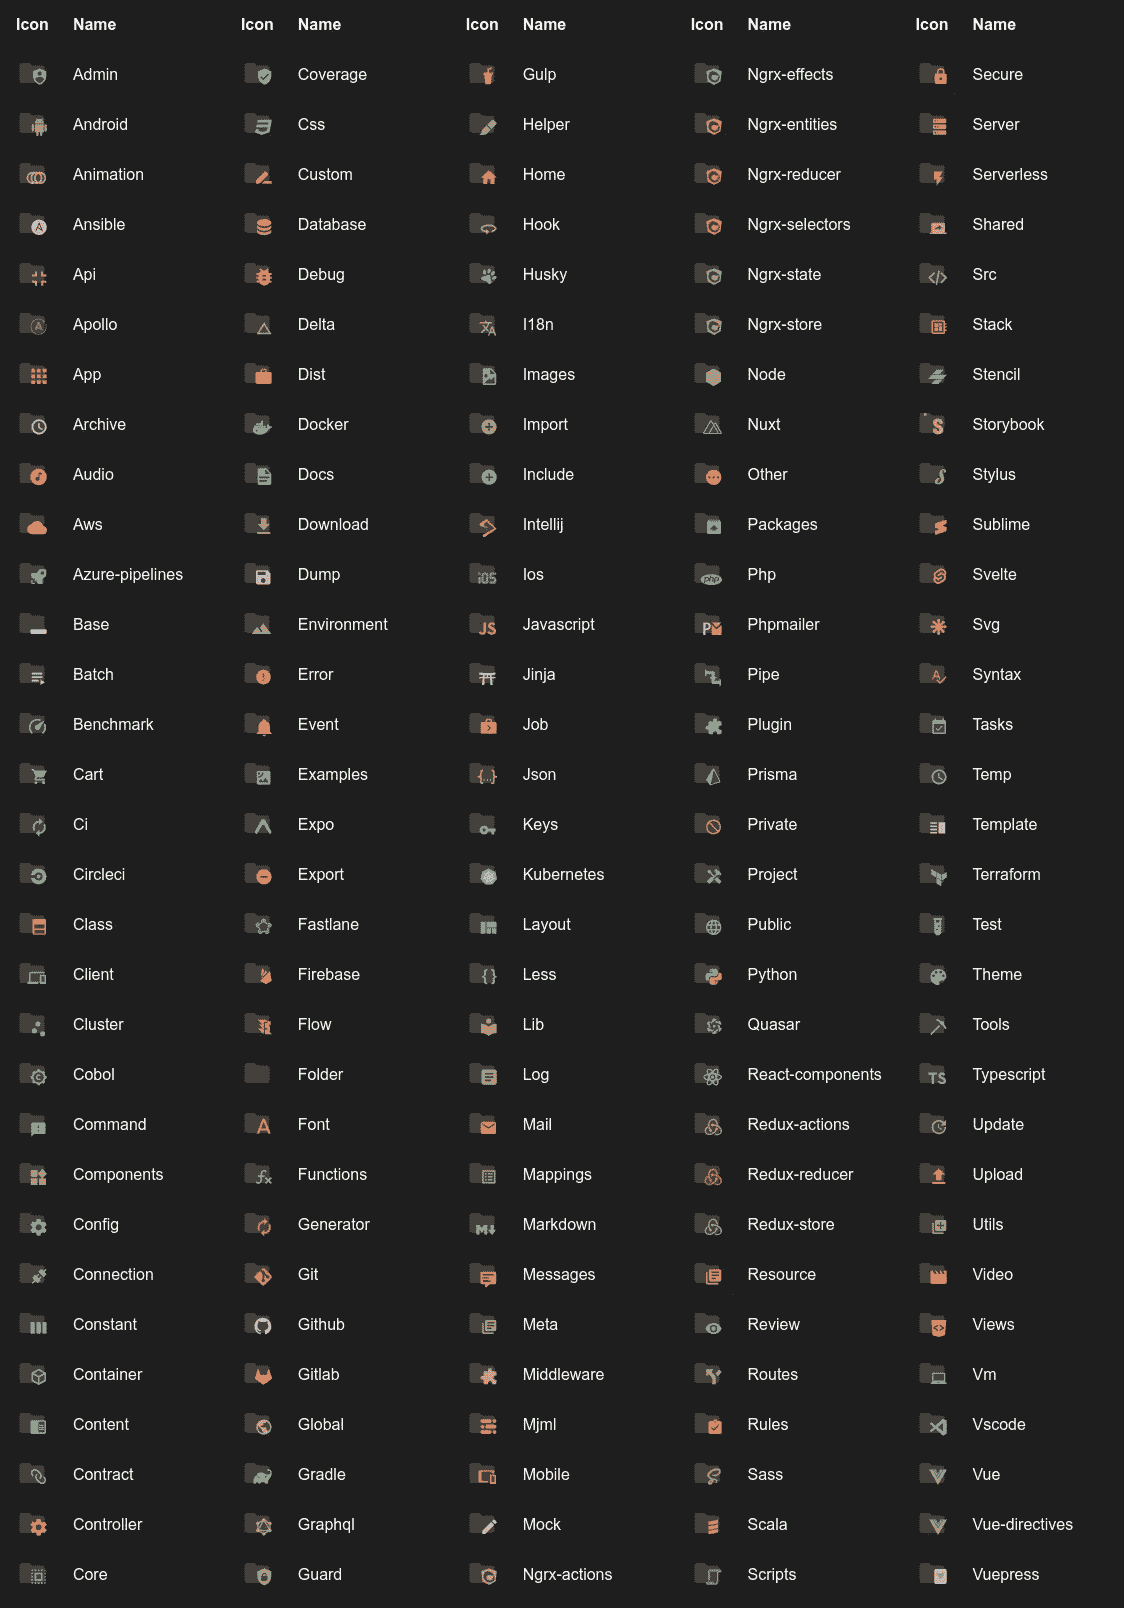 Icon Name Icon Name Icon Name Icon Name Icon Name
Admin Coverage Gulp Ngrx-effects Secure
Android Css Helper Ngrx-entities Server
Animation Custom Home Ngrx-reducer Serverless
Ansible Database Hook Ngrx-selectors Shared
Api Debug Husky Ngrx-state Src
Apollo Delta I18n Ngrx-store Stack
App Dist Images Node Stencil
Archive Docker Import Nuxt Storybook
Audio Docs Include Other Stylus
Aws Download Intellij Packages Sublime
Azure-pipelines Dump Ios Php Svelte
Base Environment Javascript Phpmailer Svg
Batch Error Jinja Pipe Syntax
Benchmark Event Job Plugin Tasks
Cart Examples Json Prisma Temp
Ci Expo Keys Private Template
Circleci Export Kubernetes Project Terraform
Class Fastlane Layout Public Test
Client Firebase Less Python Theme
Cluster Flow Lib Quasar Tools
Cobol Folder Log React-components Typescript
Command Font Mail Redux-actions Update
Components Functions Mappings Redux-reducer Upload
Config Generator Markdown Redux-store Utils
Connection Git Messages Resource Video
Constant Github Meta Review Views
Container Gitlab Middleware Routes Vm
Content Global Mjml Rules Vscode
Contract Gradle Mobile Sass Vue
Controller Graphql Mock Scala Vue-directives
Core Guard Ngrx-actions Scripts Vuepress